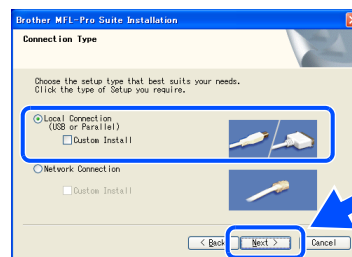 Brother MFL-Pro Suite Installation
Connection Type
Choose the setup type that best suits your needs.
Click the type of Setup you require.
Local Connection
(USB or Parallel)
Custom Install
Network Connection
Custom Install
< Back
Next >
Cancel